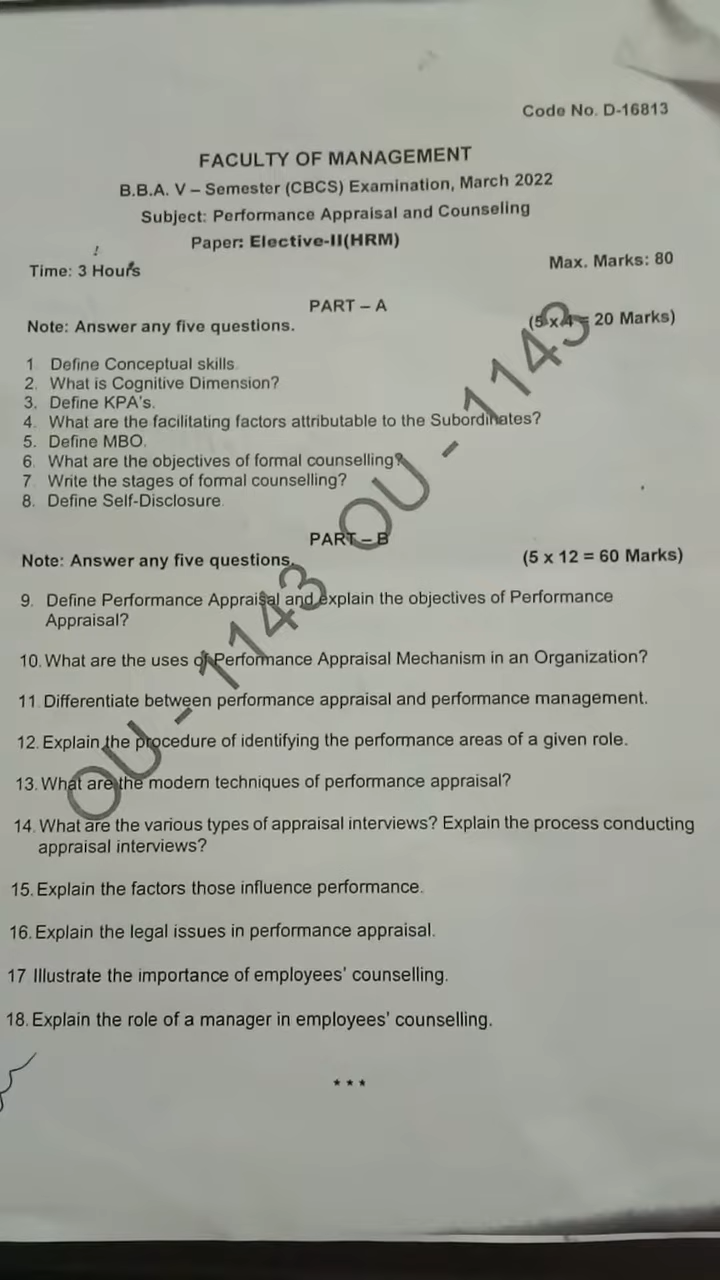 Code No. D-16813
FACULTY OF MANAGEMENT
B.B.A. V – Semester (CBCS) Examination, March 2022
Subject: Performance Appraisal and Counseling
Paper: Elective-II(HRM)
Time: 3 Hours
Max. Marks: 80
PART – A
Note: Answer any five questions.
(5 x 4 = 20 Marks)
1 Define Conceptual skills.
2. What is Cognitive Dimension?
3. Define KPA's.
4. What are the facilitating factors attributable to the Subordinates?
5. Define MBO.
6. What are the objectives of formal counselling?
7 Write the stages of formal counselling?
8. Define Self-Disclosure.
PART – B
Note: Answer any five questions.
(5 x 12 = 60 Marks)
9. Define Performance Appraisal and explain the objectives of Performance
Appraisal?
10. What are the uses of Performance Appraisal Mechanism in an Organization?
11. Differentiate between performance appraisal and performance management.
12. Explain the procedure of identifying the performance areas of a given role.
13. What are the modern techniques of performance appraisal?
14. What are the various types of appraisal interviews? Explain the process conducting
appraisal interviews?
15. Explain the factors those influence performance.
16. Explain the legal issues in performance appraisal.
17 Illustrate the importance of employees' counselling.
18. Explain the role of a manager in employees' counselling.
***
OU - 1143 OU - 1143